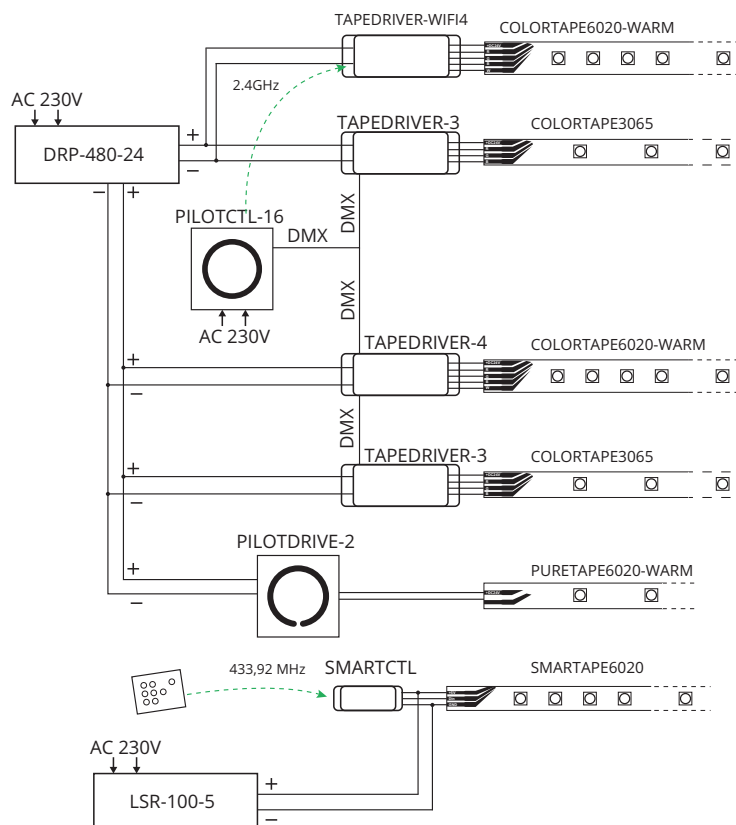 TAPEDRIVER-WIFI4
COLORTAPE6020-WARM
2.4GHz
AC 230V
DRP-480-24
+
−
−
+
TAPEDRIVER-3
COLORTAPE3065
PILOTCTL-16
DMX
DMX
AC 230V
DMX
+
−
TAPEDRIVER-4
COLORTAPE6020-WARM
DMX
+
−
TAPEDRIVER-3
COLORTAPE3065
PILOTDRIVE-2
+
−
PURETAPE6020-WARM
433,92 MHz
SMARTCTL
SMARTAPE6020
AC 230V
LSR-100-5
+
−